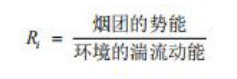 Rᵢ = 烟团的势能 / 环境的湍流动能